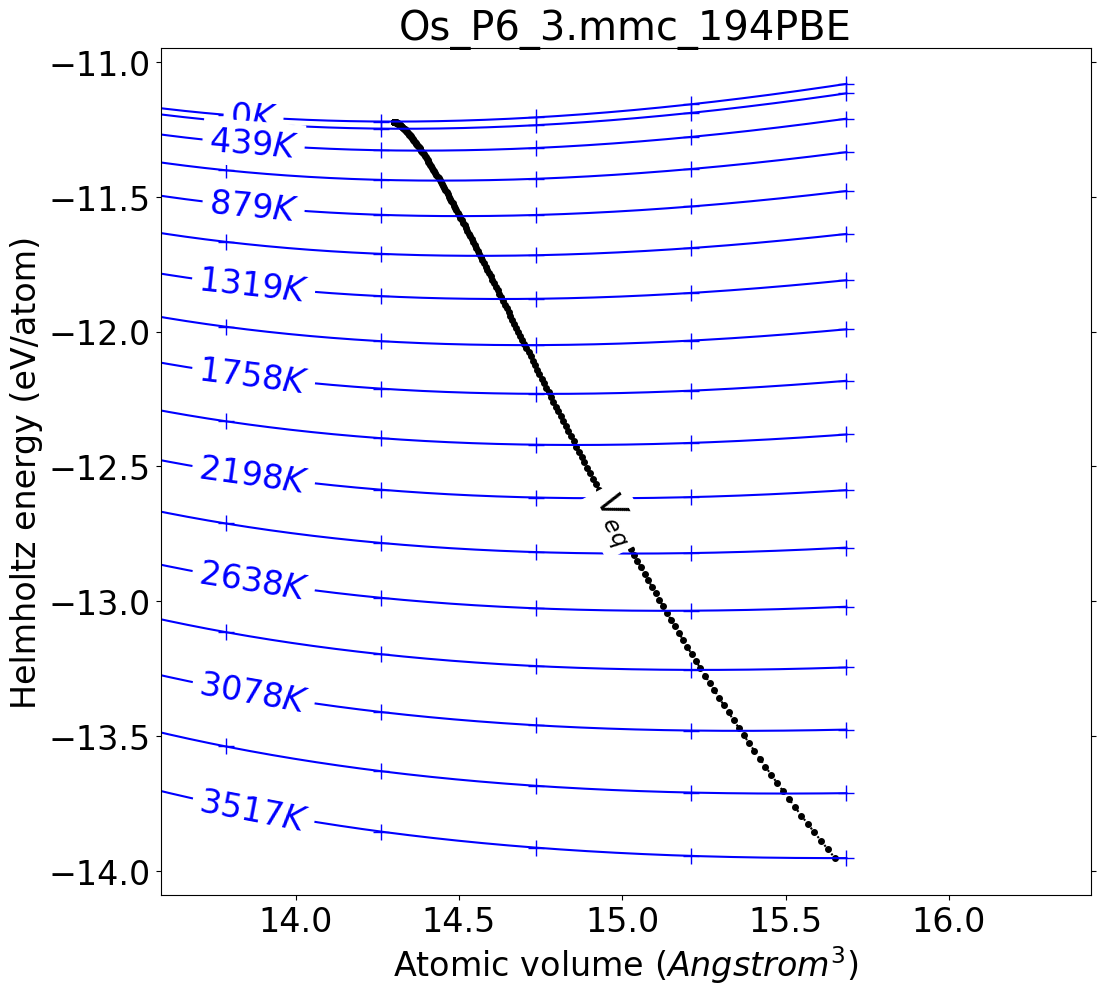 Os_P6_3.mmc_194PBE
Helmholtz energy (eV/atom)
−11.0
−11.5
−12.0
−12.5
−13.0
−13.5
−14.0
0K
439K
879K
1319K
1758K
2198K
2638K
3078K
3517K
V_eq
14.0 14.5 15.0 15.5 16.0
Atomic volume (Angstrom³)